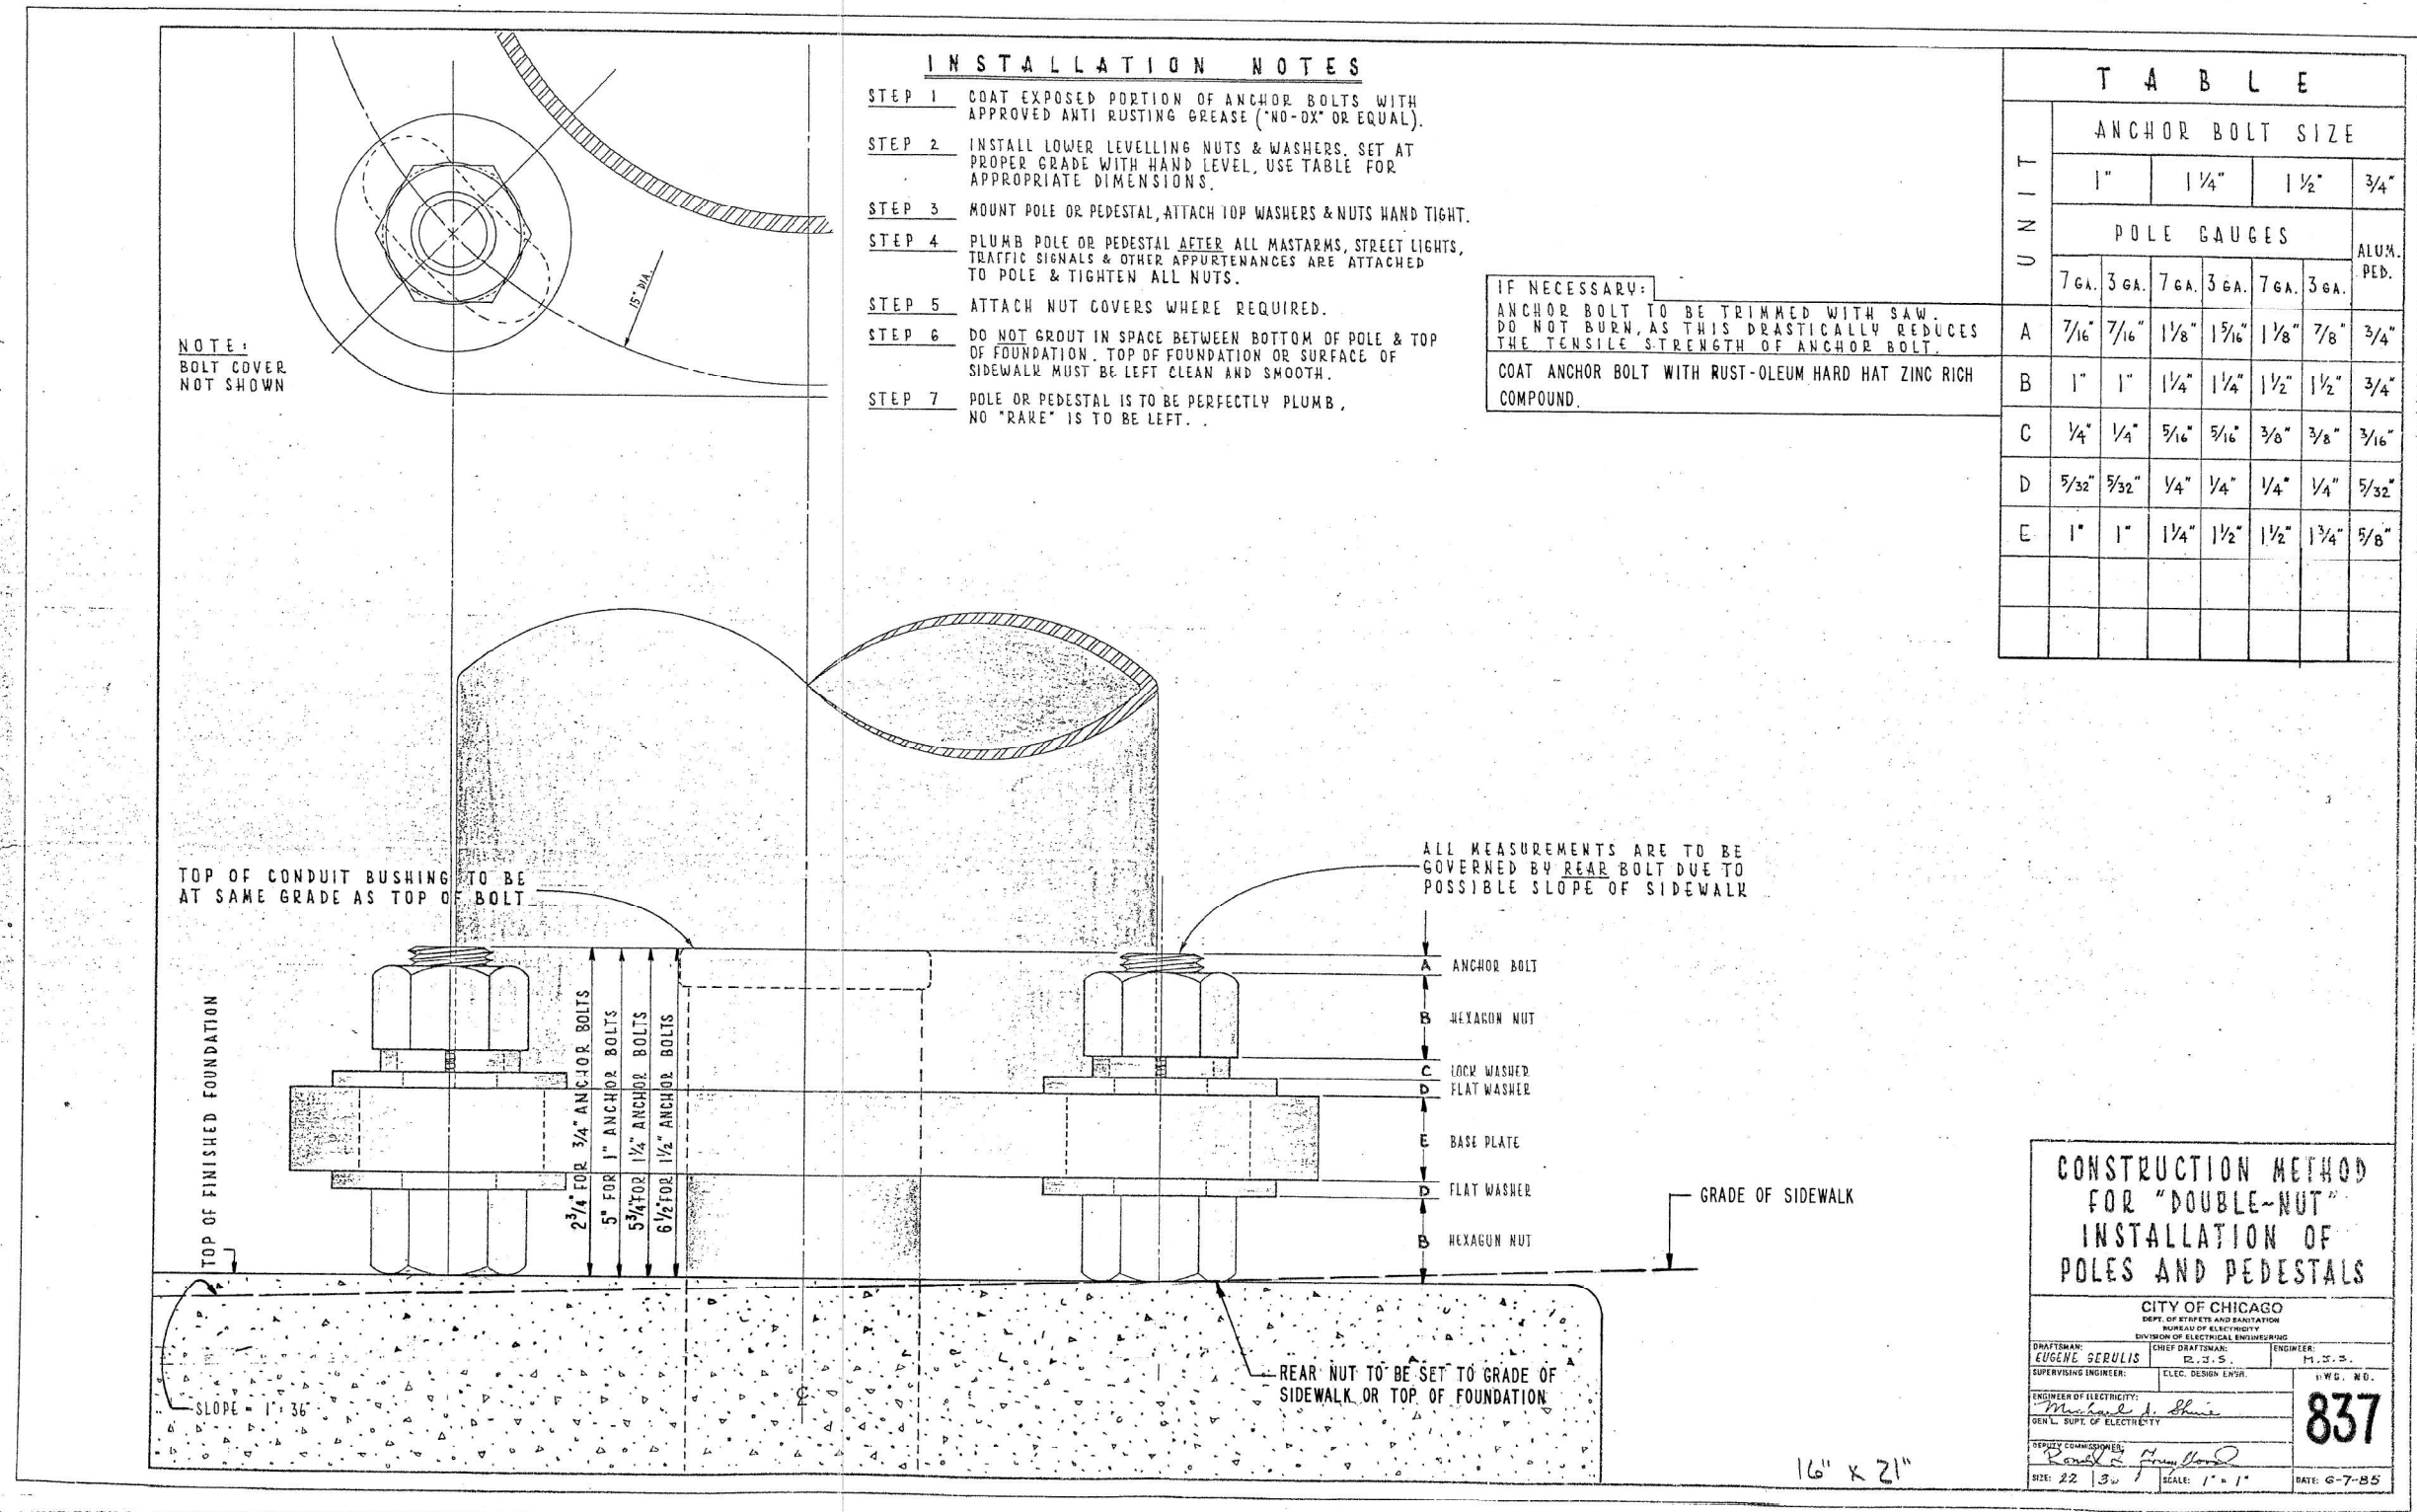 INSTALLATION NOTES
STEP 1 COAT EXPOSED PORTION OF ANCHOR BOLTS WITH
APPROVED ANTI RUSTING GREASE ("NO-OX" OR EQUAL).
STEP 2 INSTALL LOWER LEVELLING NUTS & WASHERS. SET AT
PROPER GRADE WITH HAND LEVEL, USE TABLE FOR
APPROPRIATE DIMENSIONS.
STEP 3 MOUNT POLE OR PEDESTAL, ATTACH TOP WASHERS & NUTS HAND TIGHT.
STEP 4 PLUMB POLE OR PEDESTAL AFTER ALL MASTARMS, STREET LIGHTS,
TRAFFIC SIGNALS & OTHER APPURTENANCES ARE ATTACHED
TO POLE & TIGHTEN ALL NUTS.
STEP 5 ATTACH NUT COVERS WHERE REQUIRED.
STEP 6 DO NOT GROUT IN SPACE BETWEEN BOTTOM OF POLE & TOP
OF FOUNDATION. TOP OF FOUNDATION OR SURFACE OF
SIDEWALK MUST BE LEFT CLEAN AND SMOOTH.
STEP 7 POLE OR PEDESTAL IS TO BE PERFECTLY PLUMB,
NO "RAKE" IS TO BE LEFT.
15" DIA.
NOTE:
BOLT COVER
NOT SHOWN
IF NECESSARY:
ANCHOR BOLT TO BE TRIMMED WITH SAW.
DO NOT BURN, AS THIS DRASTICALLY REDUCES
THE TENSILE STRENGTH OF ANCHOR BOLT.
COAT ANCHOR BOLT WITH RUST-OLEUM HARD HAT ZINC RICH
COMPOUND.
TABLE
UNIT
ANCHOR BOLT SIZE
1" 1 1/4" 1 1/2" 3/4"
POLE GAUGES
ALUM.
PED.
7 GA. 3 GA. 7 GA. 3 GA. 7 GA. 3 GA.
A 7/16" 7/16" 1 1/8" 1 5/16" 1 1/8" 7/8" 3/4"
B 1" 1" 1 1/4" 1 1/4" 1 1/2" 1 1/2" 3/4"
C 1/4" 1/4" 5/16" 5/16" 3/8" 3/8" 3/16"
D 5/32" 5/32" 1/4" 1/4" 1/4" 1/4" 5/32"
E 1" 1" 1 1/4" 1 1/2" 1 1/2" 1 3/4" 5/8"
TOP OF CONDUIT BUSHING TO BE
AT SAME GRADE AS TOP OF BOLT
ALL MEASUREMENTS ARE TO BE
GOVERNED BY REAR BOLT DUE TO
POSSIBLE SLOPE OF SIDEWALK
TOP OF FINISHED FOUNDATION
2 3/4" FOR 3/4" ANCHOR BOLTS
5" FOR 1" ANCHOR BOLTS
5 3/4" FOR 1 1/4" ANCHOR BOLTS
6 1/2" FOR 1 1/2" ANCHOR BOLTS
A ANCHOR BOLT
B HEXAGON NUT
C LOCK WASHER
D FLAT WASHER
E BASE PLATE
D FLAT WASHER
B HEXAGON NUT
GRADE OF SIDEWALK
SLOPE = 1": 36"
REAR NUT TO BE SET TO GRADE OF
SIDEWALK OR TOP OF FOUNDATION
16" X 21"
CONSTRUCTION METHOD
FOR "DOUBLE-NUT"
INSTALLATION OF
POLES AND PEDESTALS
CITY OF CHICAGO
DEPT. OF STREETS AND SANITATION
BUREAU OF ELECTRICITY
DIVISION OF ELECTRICAL ENGINEERING
DRAFTSMAN: CHIEF DRAFTSMAN: ENGINEER:
EUGENE GERULIS R.J.S. M.J.S.
SUPERVISING ENGINEER: ELEC. DESIGN ENGR. DWG. NO.
ENGINEER OF ELECTRICITY:
837
GEN'L. SUPT. OF ELECTRICITY
DEPUTY COMMISSIONER:
SIZE: 22 SCALE: 1" = 1" DATE: 6-7-85